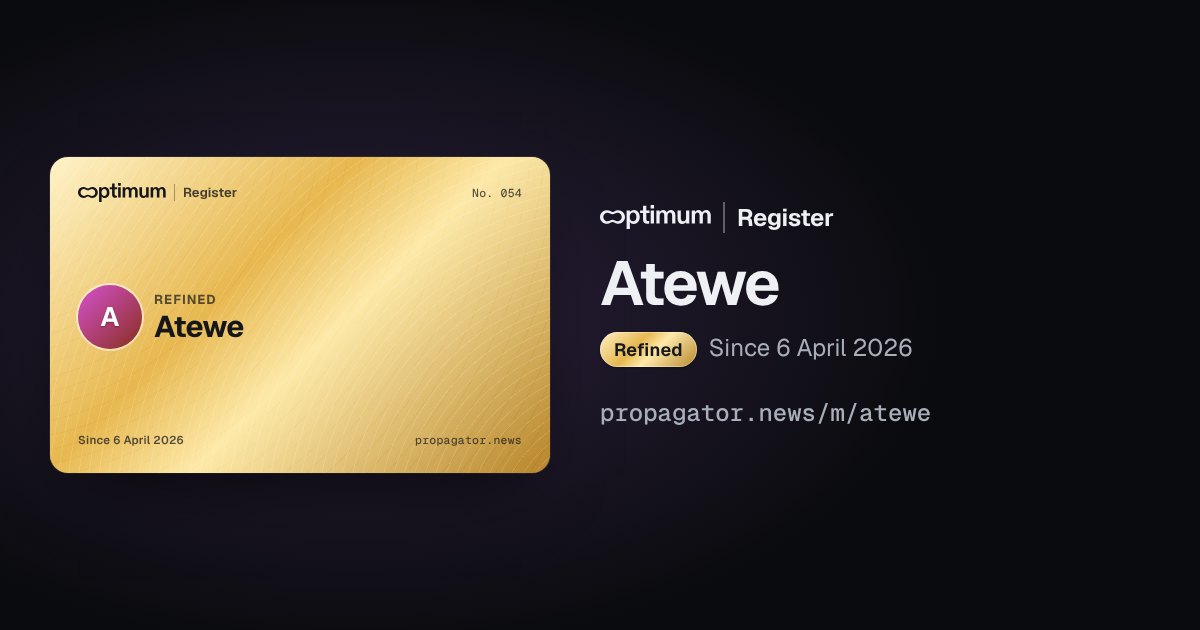 optimum | Register
No. 054
A
REFINED
Atewe
Since 6 April 2026
propagator.news
optimum | Register
Atewe
Refined Since 6 April 2026
propagator.news/m/atewe